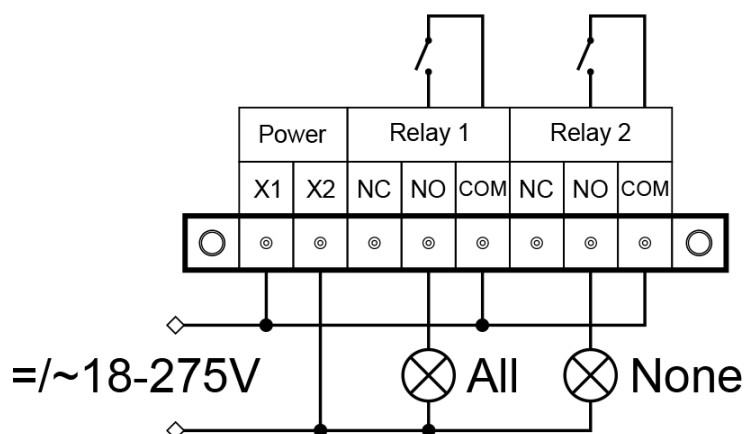 Power Relay 1 Relay 2
X1 X2 NC NO COM NC NO COM
=/~18-275V All None